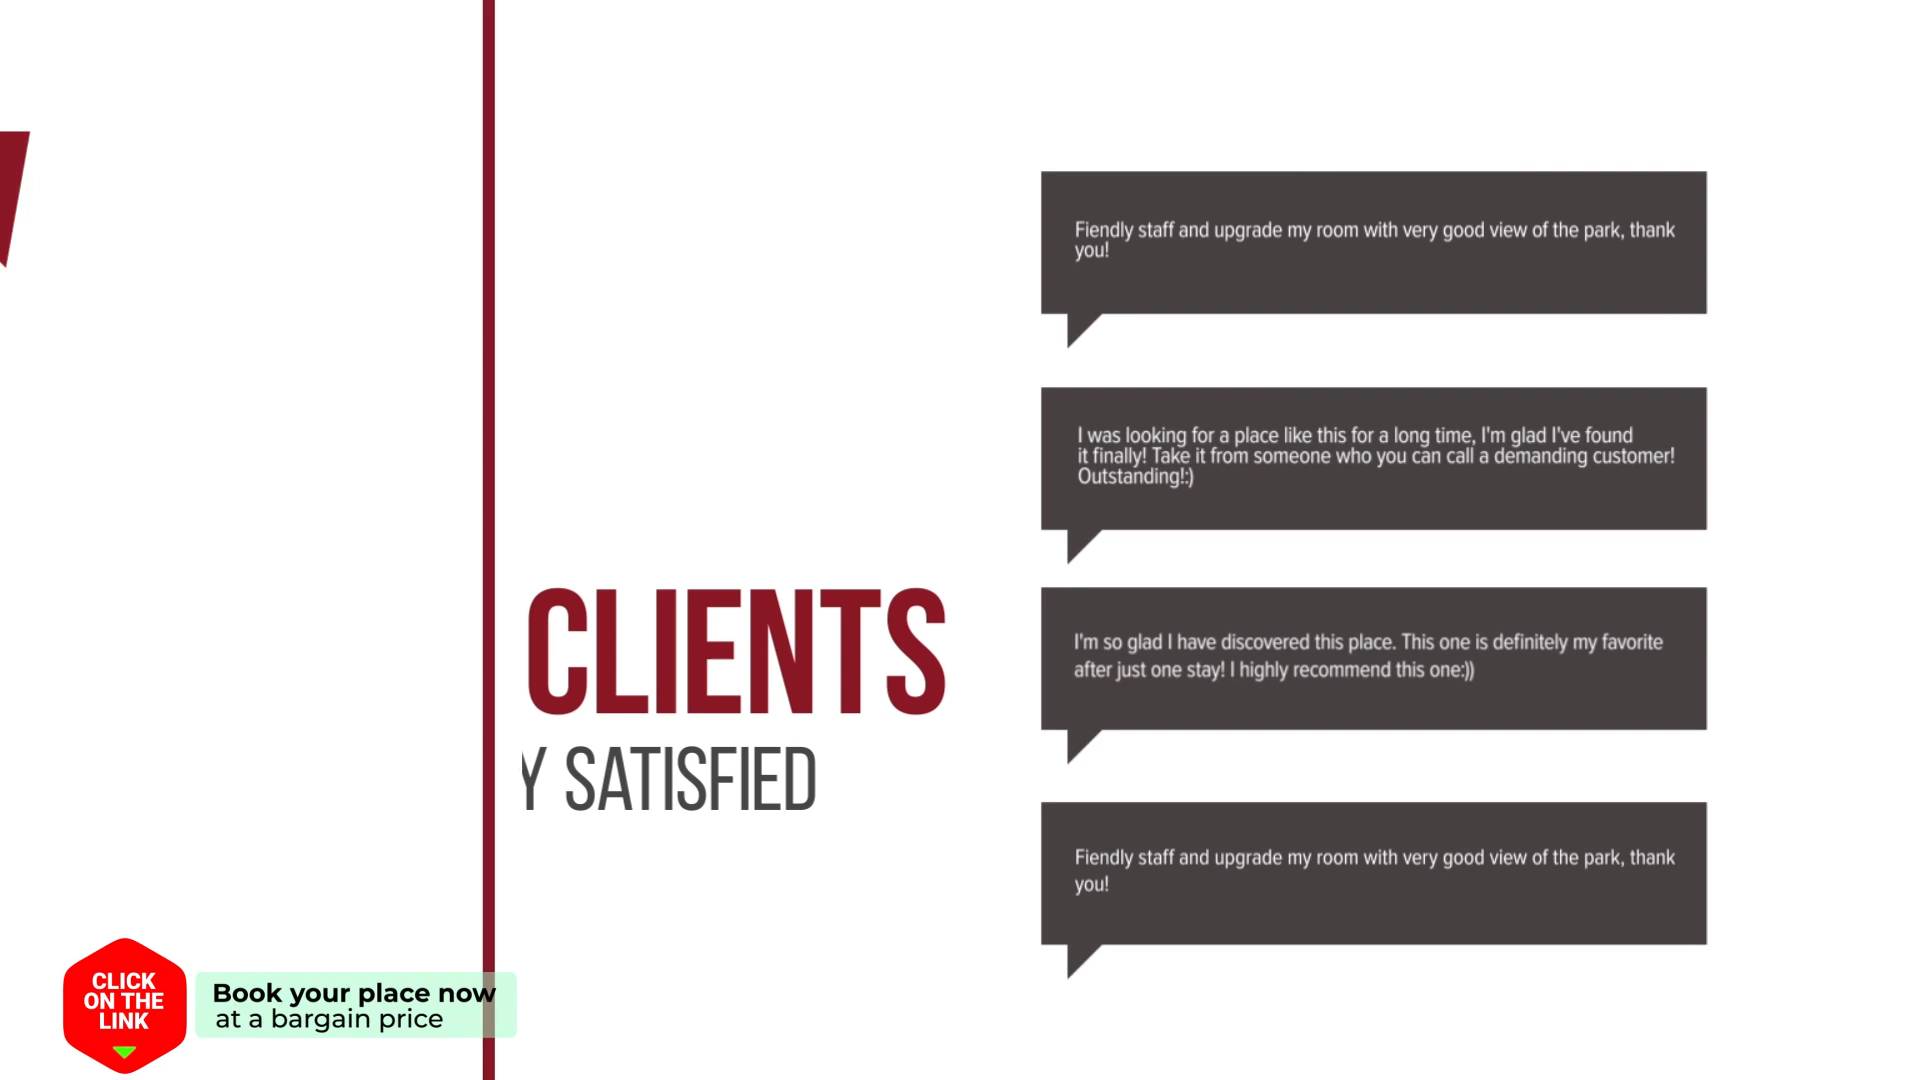 Fiendly staff and upgrade my room with very good view of the park, thank
you!
I was looking for a place like this for a long time, I'm glad I've found
it finally! Take it from someone who you can call a demanding customer!
Outstanding!:)
I'm so glad I have discovered this place. This one is definitely my favorite
after just one stay! I highly recommend this one:))
Fiendly staff and upgrade my room with very good view of the park, thank
you!
CLIENTS
Y SATISFIED
CLICK
ON THE
LINK
Book your place now
at a bargain price